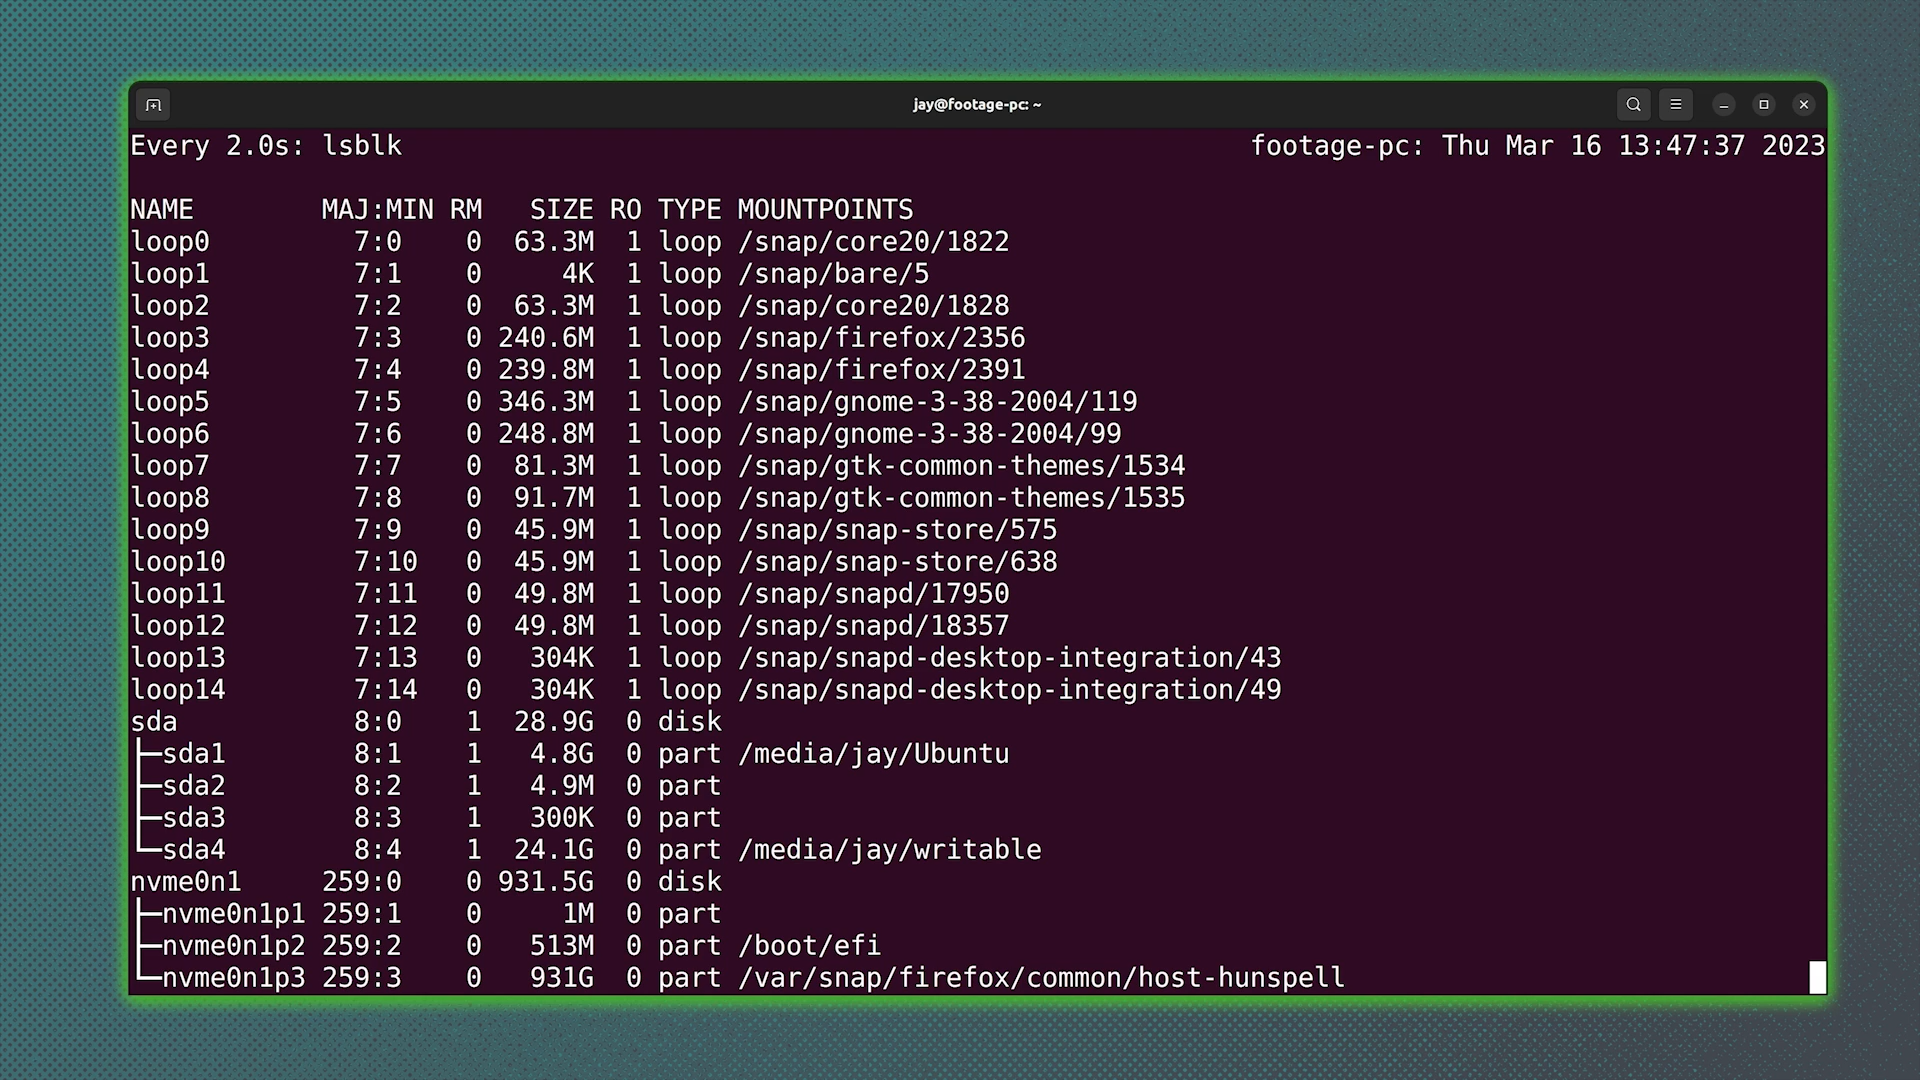 jay@footage-pc: ~
Every 2.0s: lsblk footage-pc: Thu Mar 16 13:47:37 2023
NAME MAJ:MIN RM SIZE RO TYPE MOUNTPOINTS
loop0 7:0 0 63.3M 1 loop /snap/core20/1822
loop1 7:1 0 4K 1 loop /snap/bare/5
loop2 7:2 0 63.3M 1 loop /snap/core20/1828
loop3 7:3 0 240.6M 1 loop /snap/firefox/2356
loop4 7:4 0 239.8M 1 loop /snap/firefox/2391
loop5 7:5 0 346.3M 1 loop /snap/gnome-3-38-2004/119
loop6 7:6 0 248.8M 1 loop /snap/gnome-3-38-2004/99
loop7 7:7 0 81.3M 1 loop /snap/gtk-common-themes/1534
loop8 7:8 0 91.7M 1 loop /snap/gtk-common-themes/1535
loop9 7:9 0 45.9M 1 loop /snap/snap-store/575
loop10 7:10 0 45.9M 1 loop /snap/snap-store/638
loop11 7:11 0 49.8M 1 loop /snap/snapd/17950
loop12 7:12 0 49.8M 1 loop /snap/snapd/18357
loop13 7:13 0 304K 1 loop /snap/snapd-desktop-integration/43
loop14 7:14 0 304K 1 loop /snap/snapd-desktop-integration/49
sda 8:0 1 28.9G 0 disk
├─sda1 8:1 1 4.8G 0 part /media/jay/Ubuntu
├─sda2 8:2 1 4.9M 0 part
├─sda3 8:3 1 300K 0 part
└─sda4 8:4 1 24.1G 0 part /media/jay/writable
nvme0n1 259:0 0 931.5G 0 disk
├─nvme0n1p1 259:1 0 1M 0 part
├─nvme0n1p2 259:2 0 513M 0 part /boot/efi
└─nvme0n1p3 259:3 0 931G 0 part /var/snap/firefox/common/host-hunspell